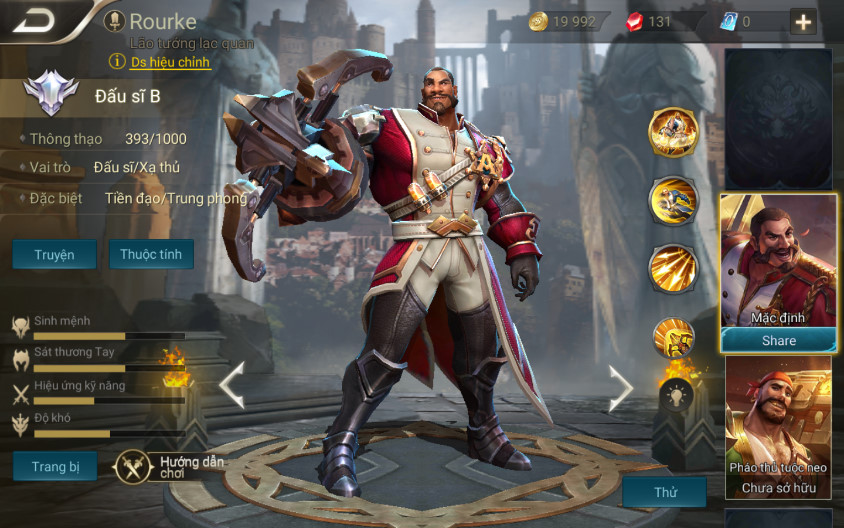 Rourke
Lão tướng lạc quan
Ds hiệu chỉnh
19 992
131
0
Đấu sĩ B
Thông thạo 393/1000
Vai trò Đấu sĩ/Xạ thủ
Đặc biệt Tiền đạo/Trung phong
Truyện
Thuộc tính
Sinh mệnh
Sát thương Tay
Hiệu ứng kỹ năng
Độ khó
Trang bị
Hướng dẫn
chơi
Mặc định
Share
Pháo thủ tuộc neo
Chưa sở hữu
Thử